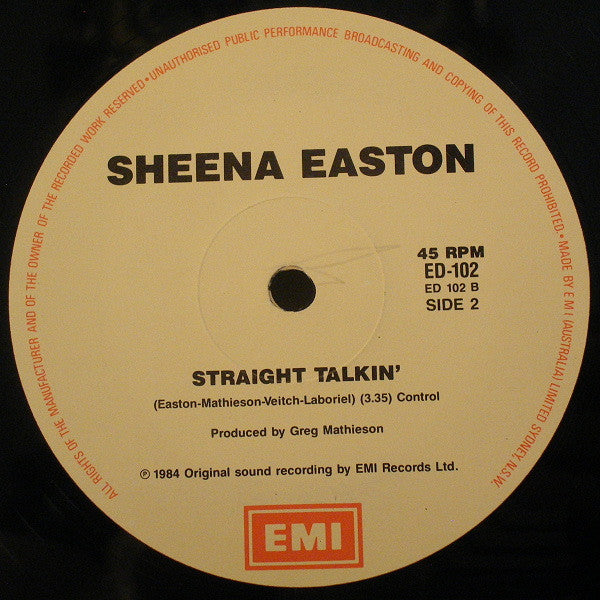 ALL RIGHTS OF THE MANUFACTURER AND OF THE OWNER OF THE RECORDED WORK RESERVED • UNAUTHORISED PUBLIC PERFORMANCE BROADCASTING AND COPYING OF THIS RECORD PROHIBITED. • MADE BY E M I (AUSTRALIA) LIMITED SYDNEY, N.S.W.
SHEENA EASTON
45 RPM
ED-102
ED 102 B
SIDE 2
STRAIGHT TALKIN'
(Easton-Mathieson-Veitch-Laboriel) (3.35) Control
Produced by Greg Mathieson
℗ 1984 Original sound recording by EMI Records Ltd.
EMI